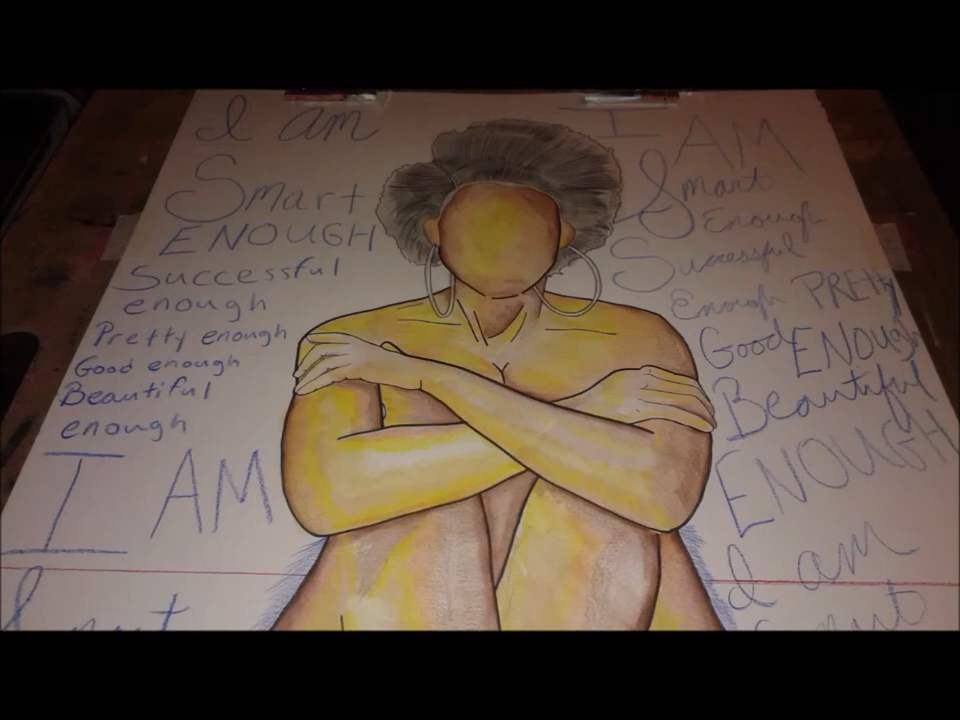 I am
Smart
ENOUGH
Successful
enough
Pretty enough
Good enough
Beautiful
enough
I AM
I AM
Smart
Enough
Successful
Enough PRETTY
Good ENOUGH
Beautiful
ENOUGH
I am